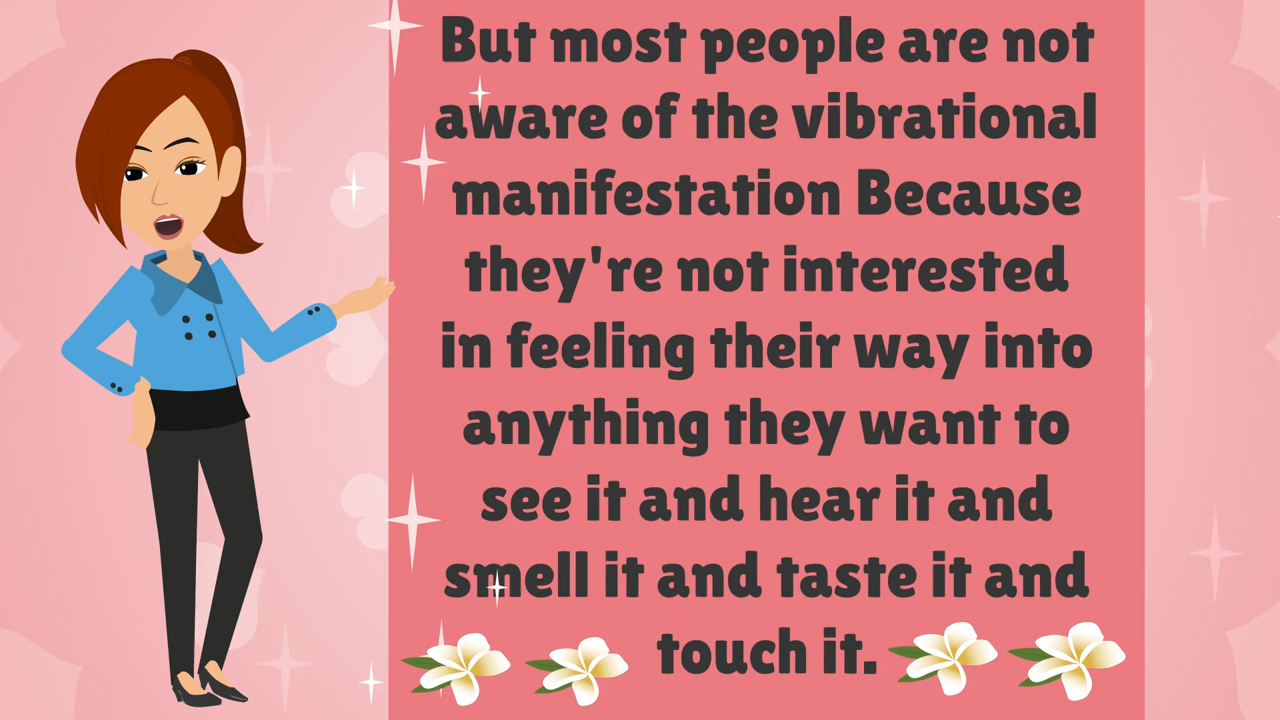 But most people are not
aware of the vibrational
manifestation Because
they're not interested
in feeling their way into
anything they want to
see it and hear it and
smell it and taste it and
touch it.